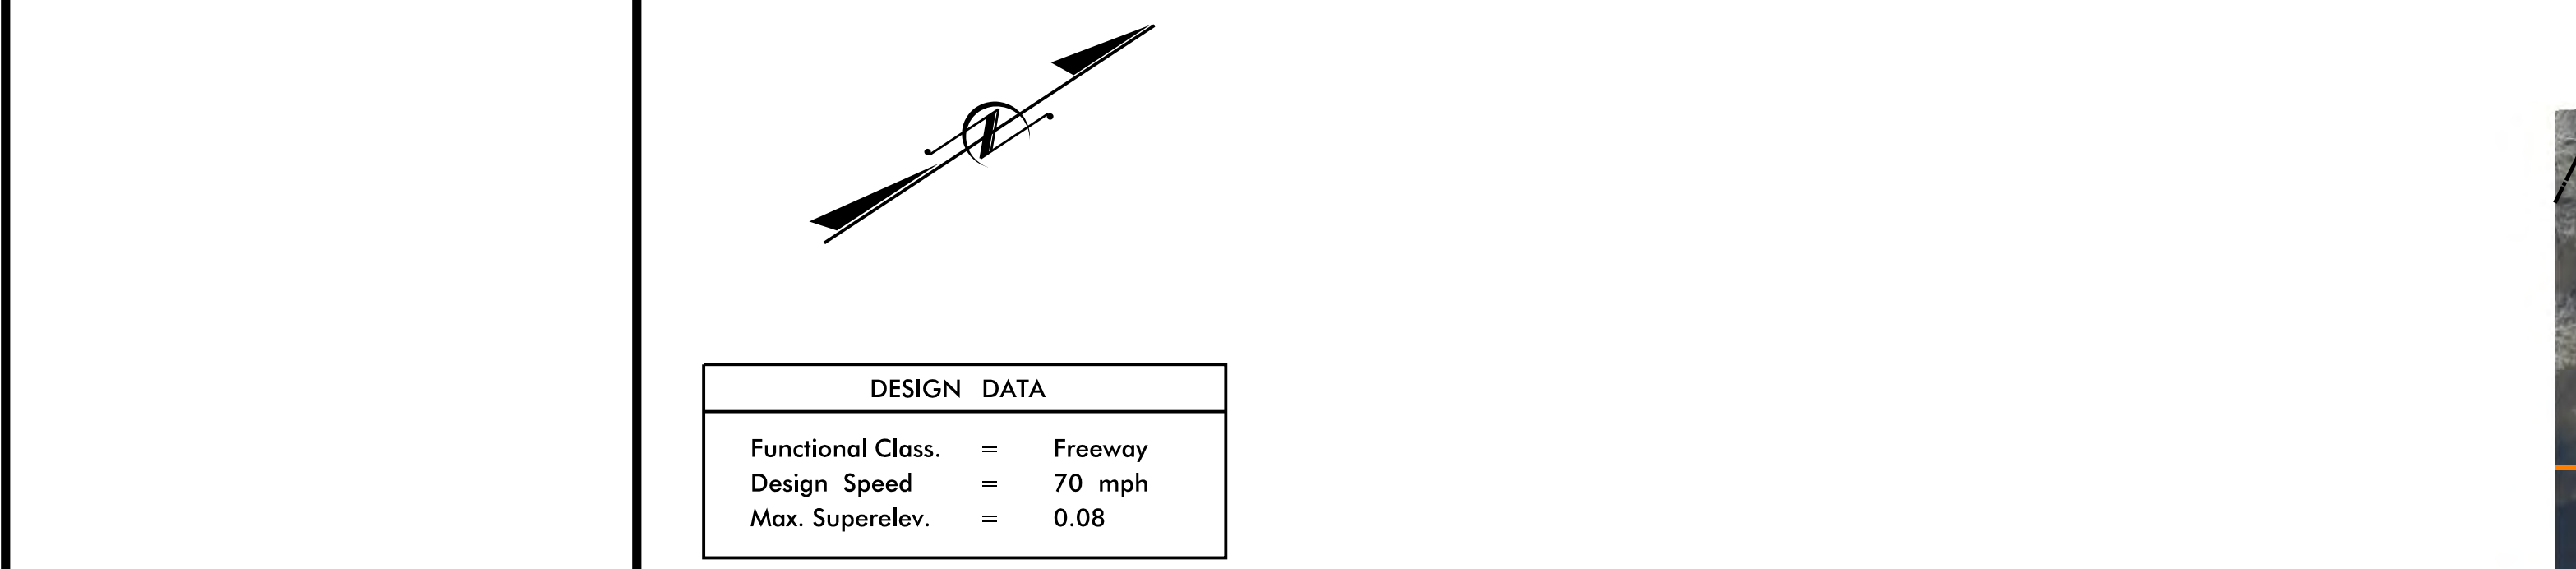 N
DESIGN DATA
Functional Class. = Freeway
Design Speed = 70 mph
Max. Superelev. = 0.08